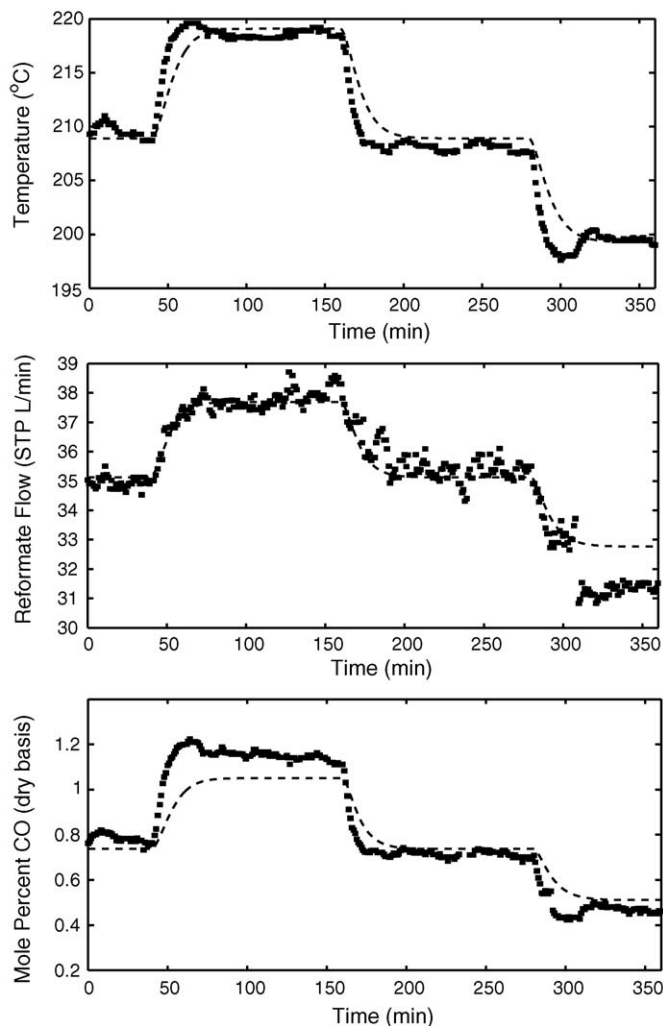 220
215
210
205
200
195
Temperature (°C)
0 50 100 150 200 250 300 350
Time (min)
39
38
37
36
35
34
33
32
31
30
Reformate Flow (STP L/min)
0 50 100 150 200 250 300 350
Time (min)
1.2
1
0.8
0.6
0.4
0.2
Mole Percent CO (dry basis)
0 50 100 150 200 250 300 350
Time (min)